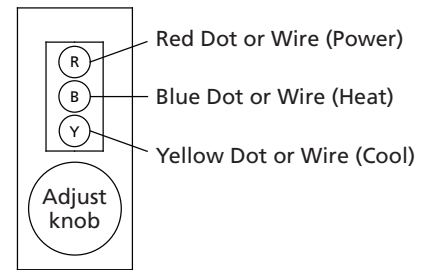 R
Red Dot or Wire (Power)
B
Blue Dot or Wire (Heat)
Y
Yellow Dot or Wire (Cool)
Adjust
knob